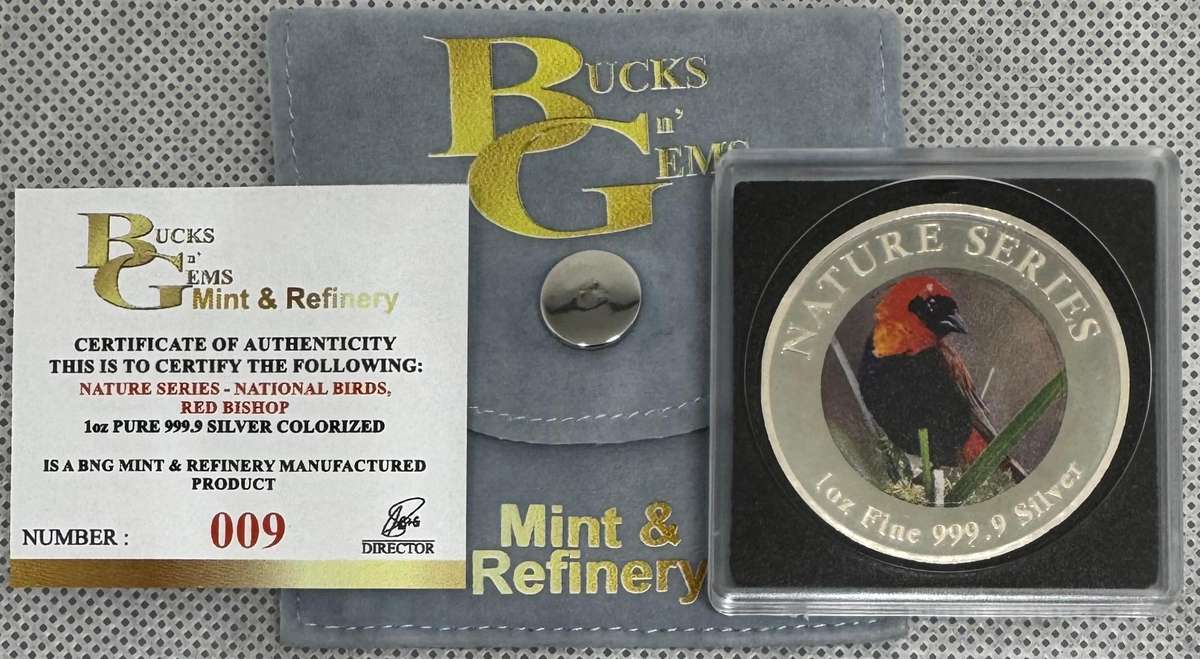 BUCKS
n'
GEMS
Mint & Refinery
CERTIFICATE OF AUTHENTICITY
THIS IS TO CERTIFY THE FOLLOWING:
NATURE SERIES - NATIONAL BIRDS,
RED BISHOP
1oz PURE 999.9 SILVER COLORIZED
IS A BNG MINT & REFINERY MANUFACTURED
PRODUCT
NUMBER : 009
DIRECTOR
BUCKS
n'
GEMS
Mint &
Refinery
NATURE SERIES
1oz Fine 999.9 Silver